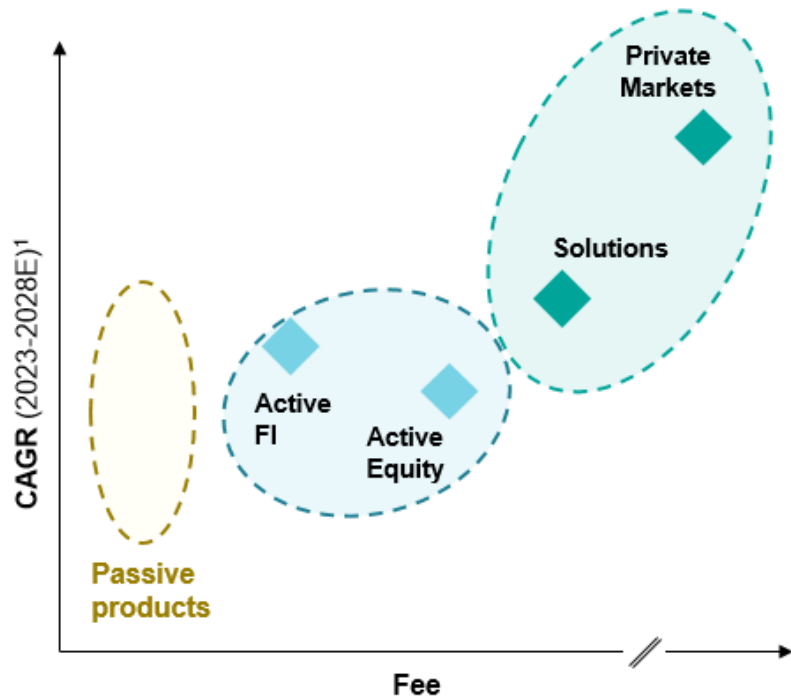 Private
Markets
Solutions
Active
FI
Active
Equity
Passive
products
CAGR (2023-2028E)¹
Fee